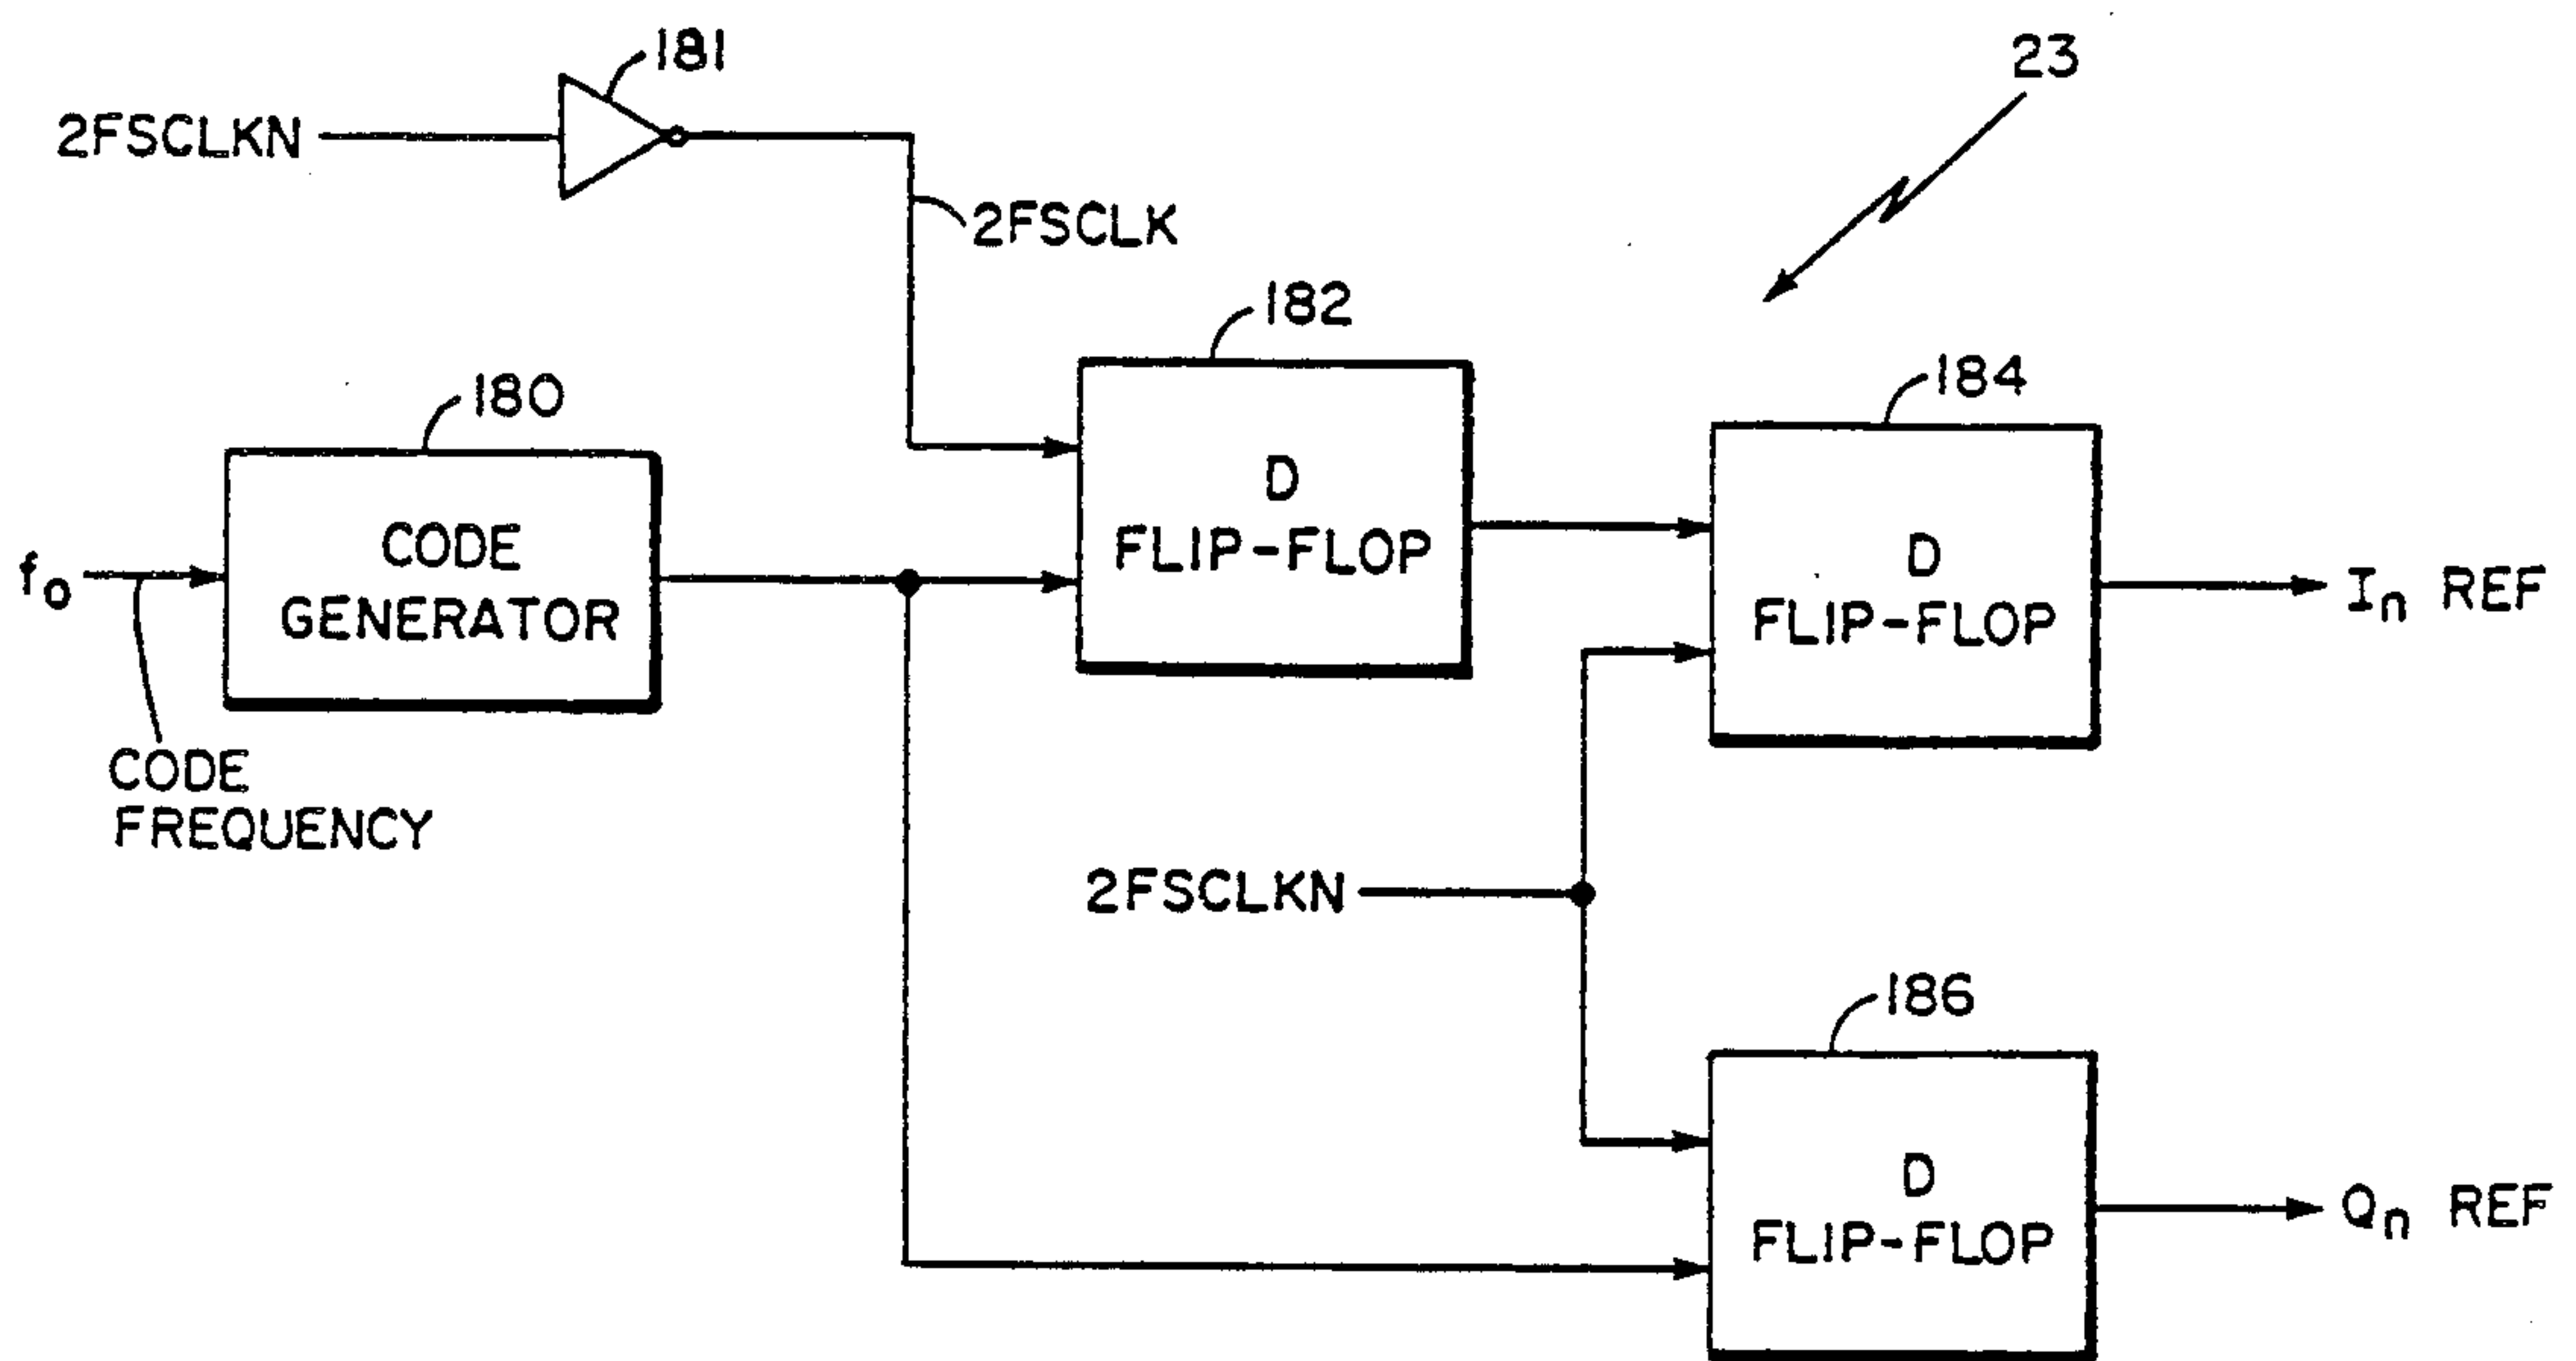 181
23
2FSCLKN
2FSCLK
182
184
180
D
FLIP-FLOP
CODE
GENERATOR
D
FLIP-FLOP
fo
In REF
CODE
FREQUENCY
2FSCLKN
186
D
FLIP-FLOP
Qn REF